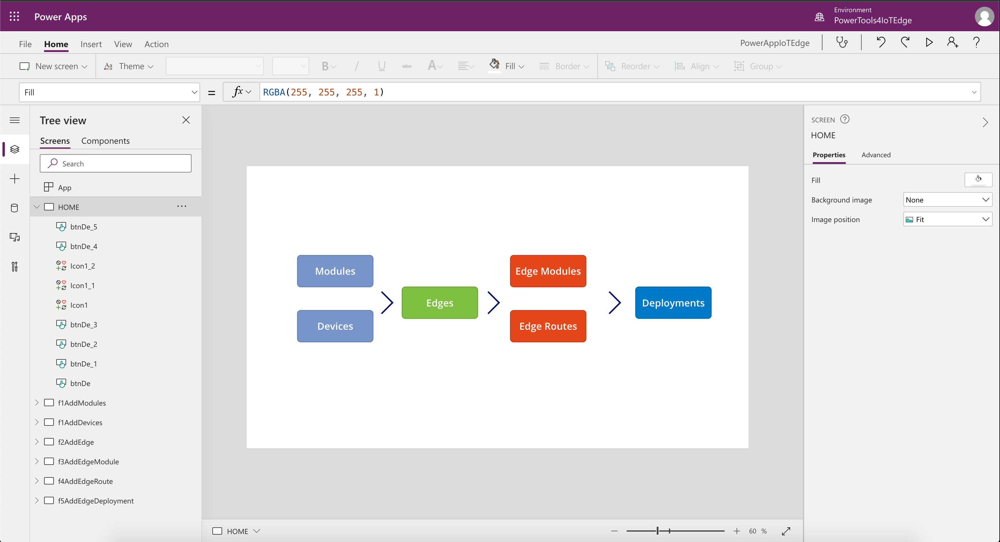 Power Apps
Environment
PowerTools4IoTEdge
File Home Insert View Action
PowerAppIoTEdge
New screen Theme B / U abc A Fill Border Reorder Align Group
Fill = fx RGBA(255, 255, 255, 1)
Tree view
Screens Components
Search
App
HOME
btnDe_5
btnDe_4
Icon1_2
Icon1_1
Icon1
btnDe_3
btnDe_2
btnDe_1
btnDe
f1AddModules
f1AddDevices
f2AddEdge
f3AddEdgeModule
f4AddEdgeRoute
f5AddEdgeDeployment
Modules
Devices
Edges
Edge Modules
Edge Routes
Deployments
SCREEN
HOME
Properties Advanced
Fill
Background image None
Image position Fit
HOME
60 %